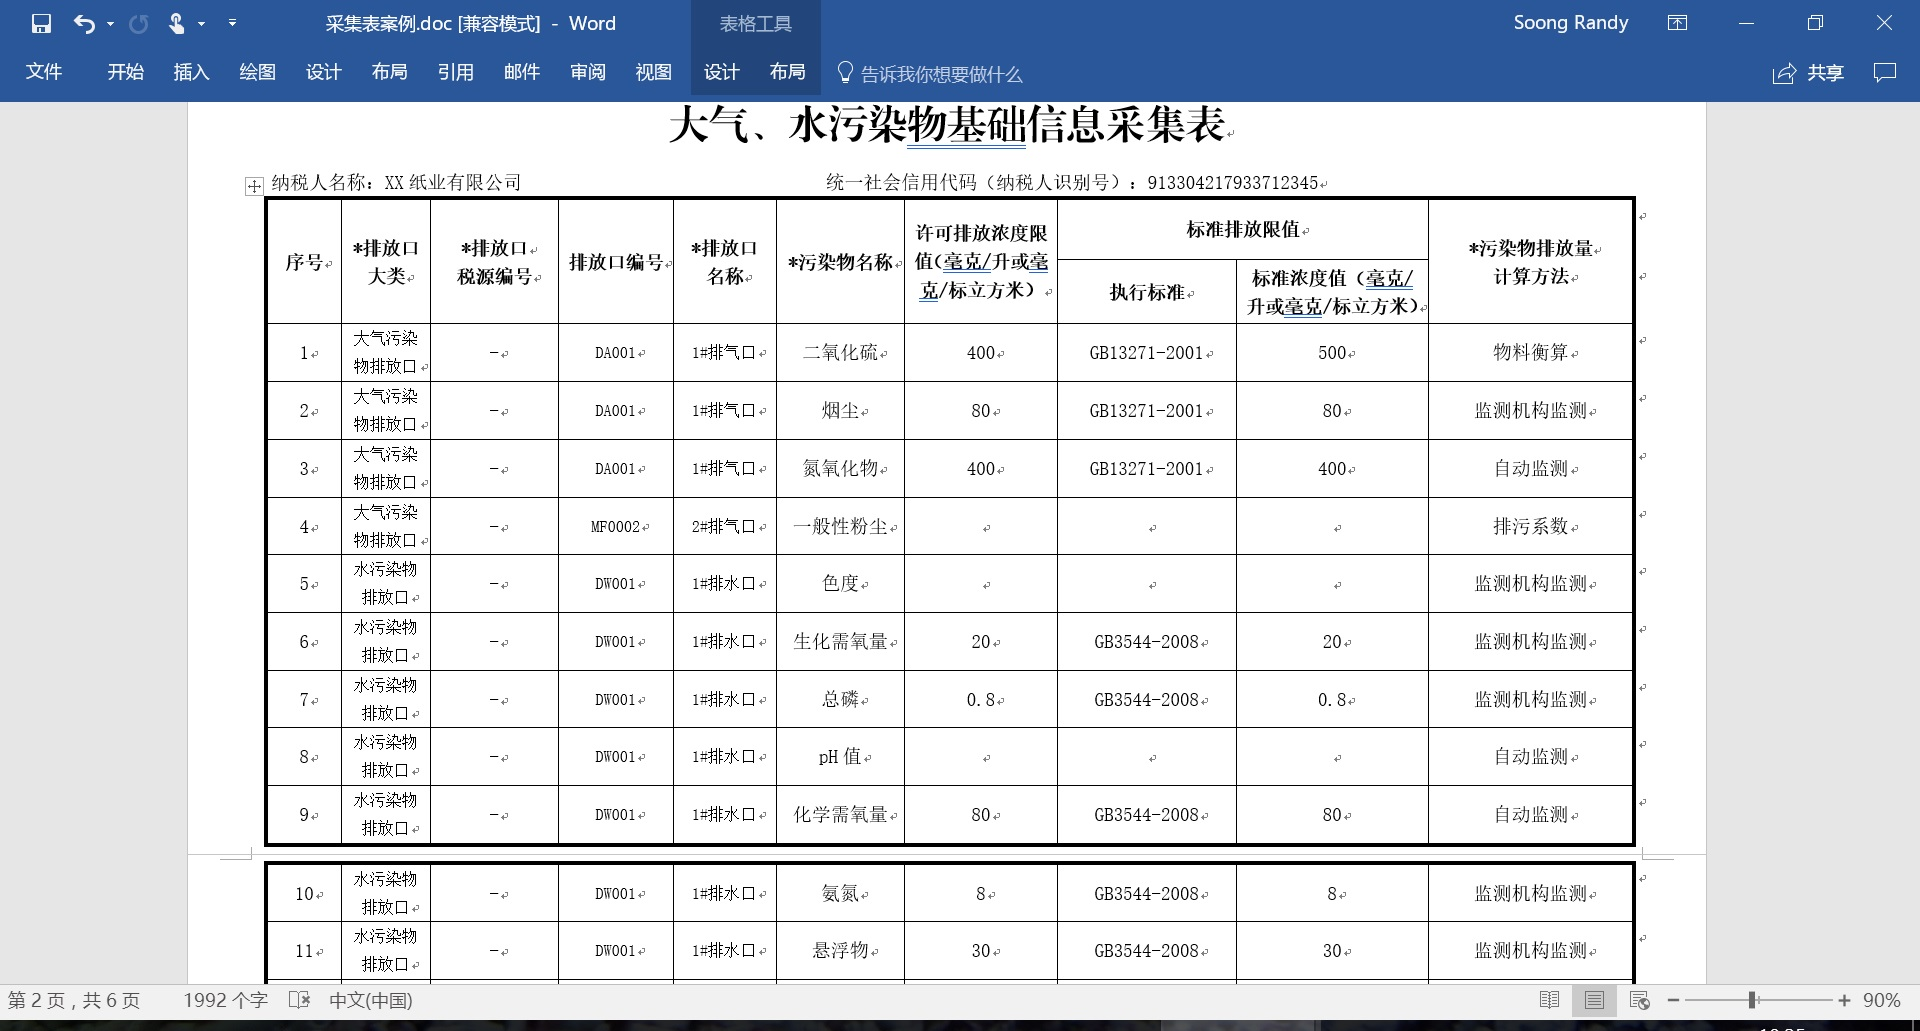 采集表案例.doc [兼容模式] - Word
表格工具
Soong Randy
文件 开始 插入 绘图 设计 布局 引用 邮件 审阅 视图 设计 布局 告诉我你想要做什么 共享
大气、水污染物基础信息采集表
纳税人名称：XX 纸业有限公司 统一社会信用代码（纳税人识别号）：913304217933712345
序号 *排放口大类 *排放口税源编号 排放口编号 *排放口名称 *污染物名称 许可排放浓度限值（毫克/升或毫克/标立方米） 标准排放限值 *污染物排放量计算方法
执行标准 标准浓度值（毫克/升或毫克/标立方米）
1 大气污染物排放口 - DA001 1#排气口 二氧化硫 400 GB13271-2001 500 物料衡算
2 大气污染物排放口 - DA001 1#排气口 烟尘 80 GB13271-2001 80 监测机构监测
3 大气污染物排放口 - DA001 1#排气口 氮氧化物 400 GB13271-2001 400 自动监测
4 大气污染物排放口 - MF0002 2#排气口 一般性粉尘 排污系数
5 水污染物排放口 - DW001 1#排水口 色度 监测机构监测
6 水污染物排放口 - DW001 1#排水口 生化需氧量 20 GB3544-2008 20 监测机构监测
7 水污染物排放口 - DW001 1#排水口 总磷 0.8 GB3544-2008 0.8 监测机构监测
8 水污染物排放口 - DW001 1#排水口 pH 值 自动监测
9 水污染物排放口 - DW001 1#排水口 化学需氧量 80 GB3544-2008 80 自动监测
10 水污染物排放口 - DW001 1#排水口 氨氮 8 GB3544-2008 8 监测机构监测
11 水污染物排放口 - DW001 1#排水口 悬浮物 30 GB3544-2008 30 监测机构监测
第 2 页，共 6 页 1992 个字 中文(中国) 90%